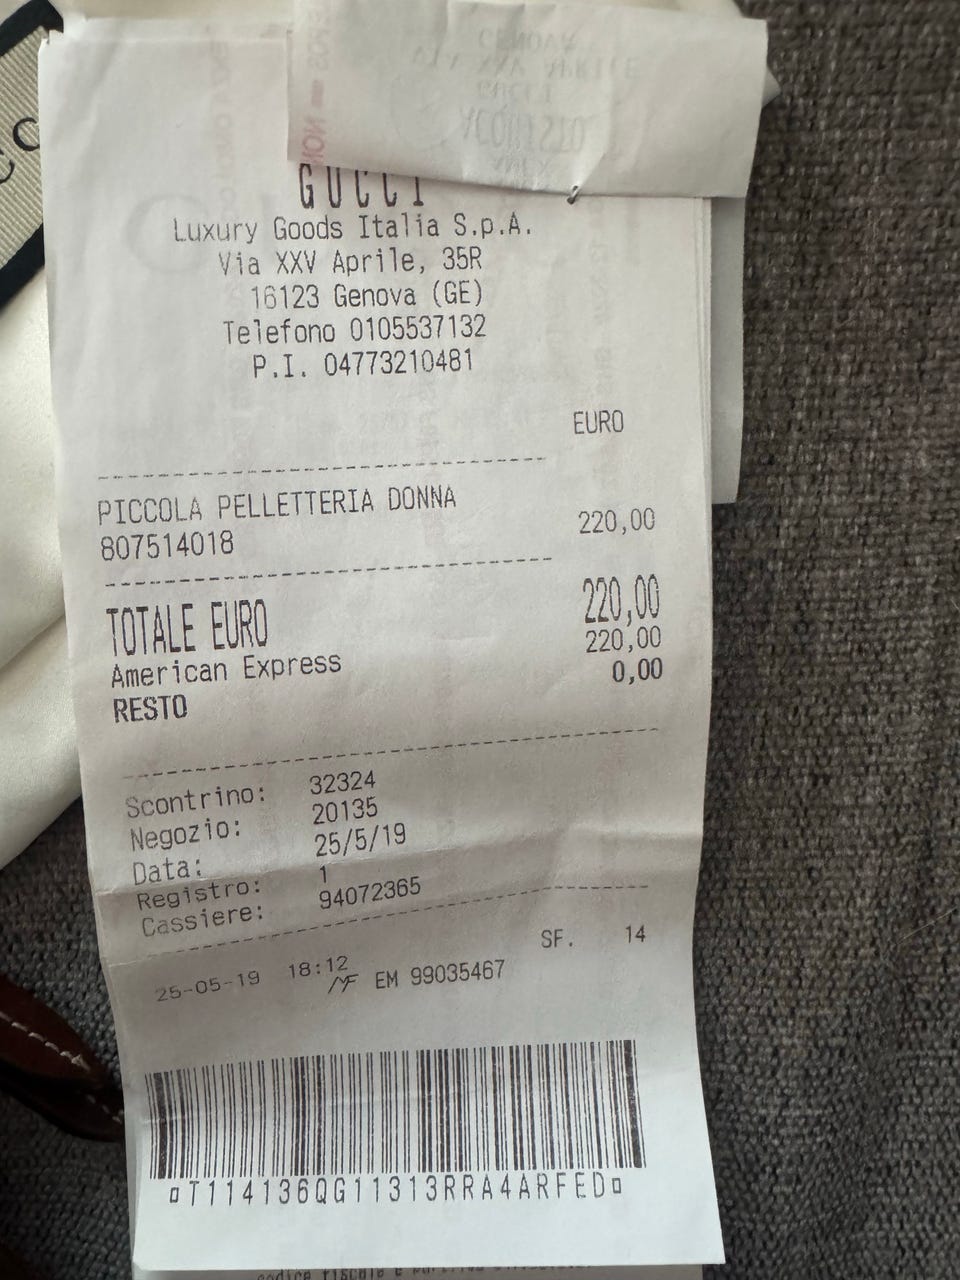 GUCCI
Luxury Goods Italia S.p.A.
Via XXV Aprile, 35R
16123 Genova (GE)
Telefono 0105537132
P.I. 04773210481
EURO
PICCOLA PELLETTERIA DONNA
807514018 220,00
TOTALE EURO 220,00
American Express 220,00
RESTO 0,00
Scontrino: 32324
Negozio: 20135
Data: 25/5/19
Registro: 1
Cassiere: 94072365
SF. 14
25-05-19 18:12
MF EM 99035467
¤T114136QG11313RRA4ARFED¤